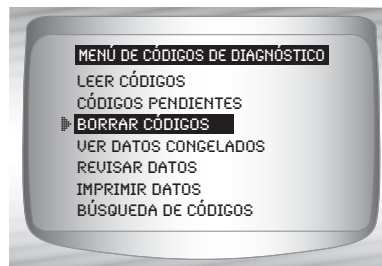 MENÚ DE CÓDIGOS DE DIAGNÓSTICO
LEER CÓDIGOS
CÓDIGOS PENDIENTES
BORRAR CÓDIGOS
VER DATOS CONGELADOS
REVISAR DATOS
IMPRIMIR DATOS
BÚSQUEDA DE CÓDIGOS